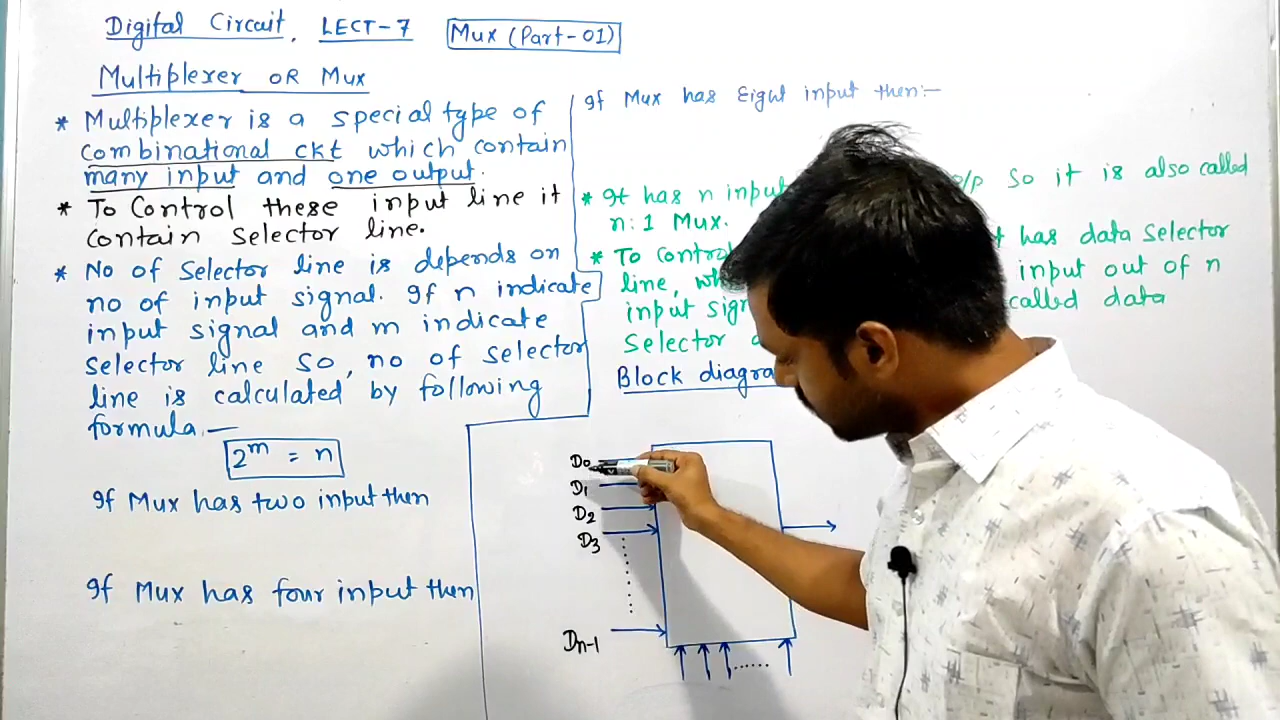 Digital Circuit, LECT-7 Mux (Part-01)
Multiplexer OR Mux
* Multiplexer is a special type of
combinational ckt which contain
many input and one output.
* To Control these input line it
contain selector line.
* No of Selector line is depends on
no of input signal. If n indicate
input signal and m indicate
selector line so, no of selector
line is calculated by following
formula.—
2^m = n
If Mux has two input then
If Mux has four input then
If Mux has Eight input then:-
* It has n input o/p So it is also called
n:1 Mux.
* To Control it has data selector
line, input out of n
input called data
Selector
Block diagra
D0
D1
D2
D3
Dn-1